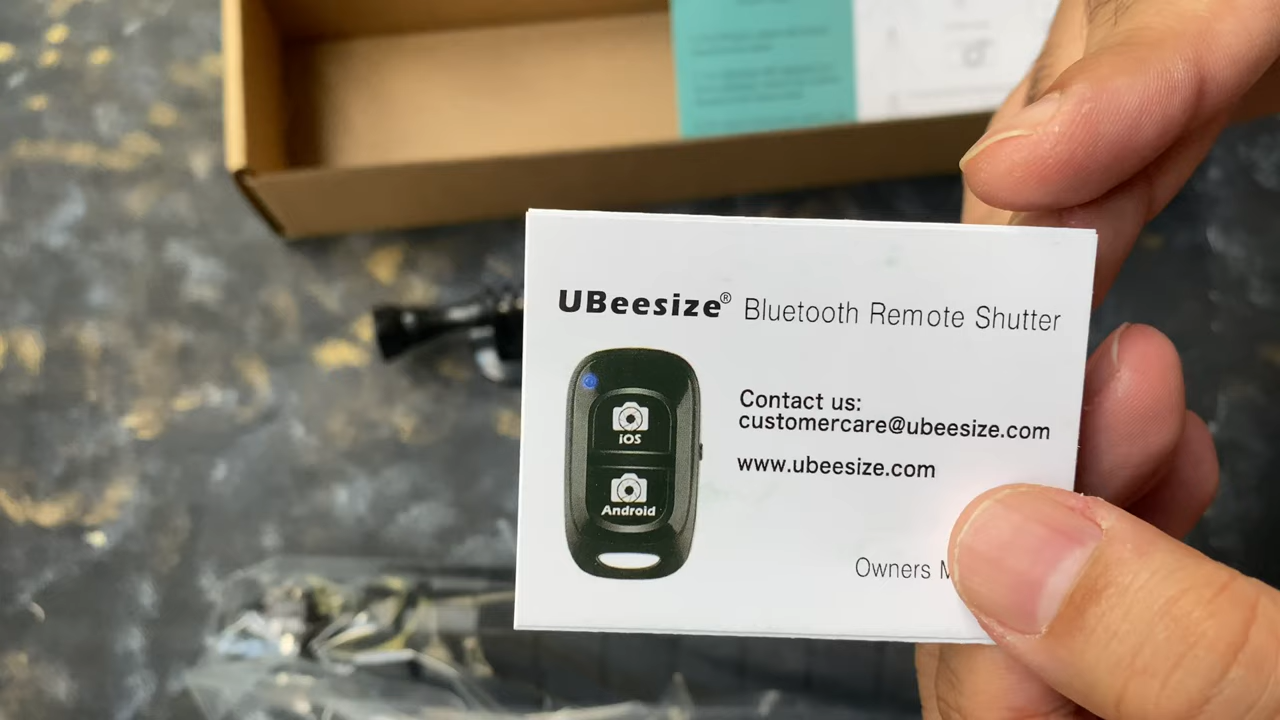 UBeesize® Bluetooth Remote Shutter
iOS
Android
Contact us:
customercare@ubeesize.com
www.ubeesize.com
Owners